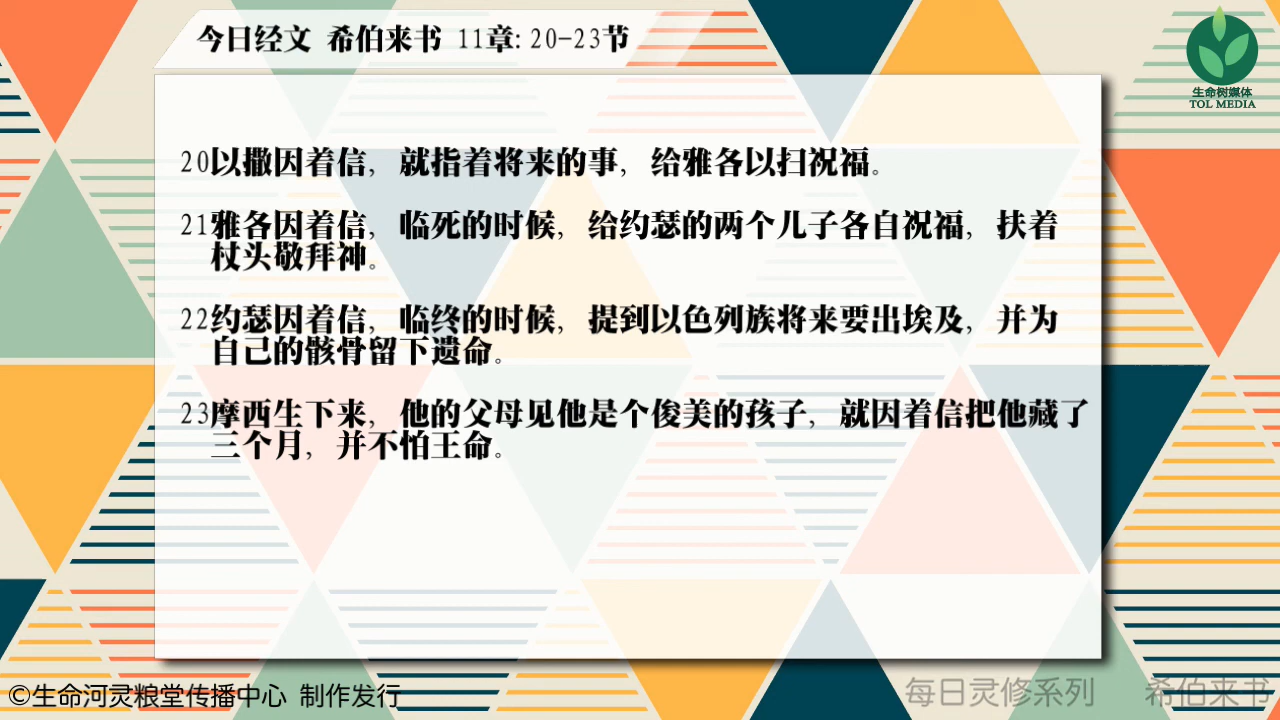 今日经文 希伯来书 11章: 20-23节
生命树媒体
TOL MEDIA
20以撒因着信，就指着将来的事，给雅各以扫祝福。
21雅各因着信，临死的时候，给约瑟的两个儿子各自祝福，扶着
杖头敬拜神。
22约瑟因着信，临终的时候，提到以色列族将来要出埃及，并为
自己的骸骨留下遗命。
23摩西生下来，他的父母见他是个俊美的孩子，就因着信把他藏了
三个月，并不怕王命。
©生命河灵粮堂传播中心 制作发行
每日灵修系列 希伯来书